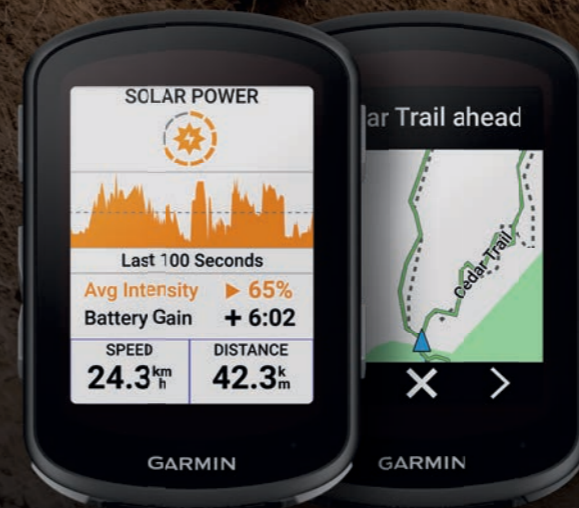 SOLAR POWER
Last 100 Seconds
Avg Intensity 65%
Battery Gain + 6:02
SPEED
24.3 km h
DISTANCE
42.3 k m
GARMIN
ar Trail ahead
Cedar Trail
GARMIN